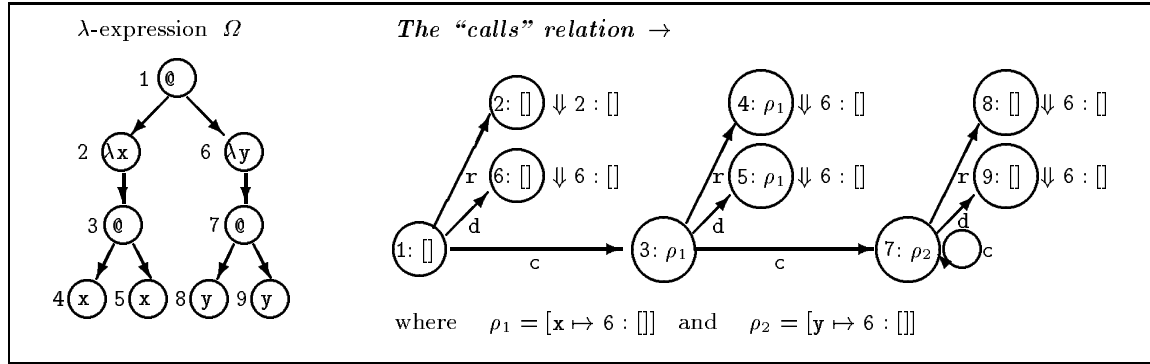 λ-expression Ω
The “calls” relation →
1 @
2 λx 6 λy
3 @ 7 @
4 x 5 x 8 y 9 y
2: [] ⇓ 2 : [] 4: ρ1 ⇓ 6 : [] 8: [] ⇓ 6 : []
r 6: [] ⇓ 6 : [] r 5: ρ1 ⇓ 6 : [] r 9: [] ⇓ 6 : []
d d d
1: [] 3: ρ1 7: ρ2 c
c c
where ρ1 = [x ↦ 6 : []] and ρ2 = [y ↦ 6 : []]